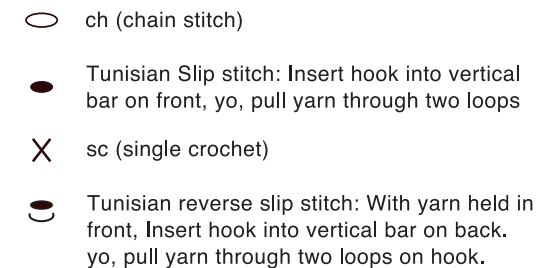 ch (chain stitch)
Tunisian Slip stitch: Insert hook into vertical
bar on front, yo, pull yarn through two loops
sc (single crochet)
Tunisian reverse slip stitch: With yarn held in
front, Insert hook into vertical bar on back.
yo, pull yarn through two loops on hook.